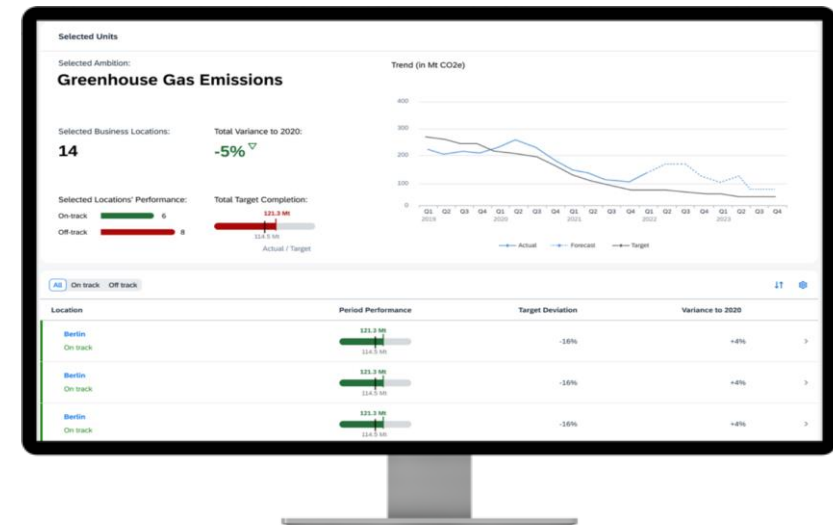 Selected Units
Selected Ambition:
Greenhouse Gas Emissions
Selected Business Locations:
14
Total Variance to 2020:
-5%
Selected Locations' Performance:
On-track 6
Off-track 8
Total Target Completion:
121.3 Mt
114.5 Mt
Actual / Target
Trend (in Mt CO2e)
400
300
200
100
0
Q1 Q2 Q3 Q4 Q1 Q2 Q3 Q4 Q1 Q2 Q3 Q4 Q1 Q2 Q3 Q4 Q1 Q2 Q3 Q4
2019 2020 2021 2022 2023
Actual Forecast Target
All On track Off track
Location Period Performance Target Deviation Variance to 2020
Berlin
On track
121.3 Mt
114.5 Mt
-16% +4%
Berlin
On track
121.3 Mt
114.5 Mt
-16% +4%
Berlin
On track
121.3 Mt
114.5 Mt
-16% +4%